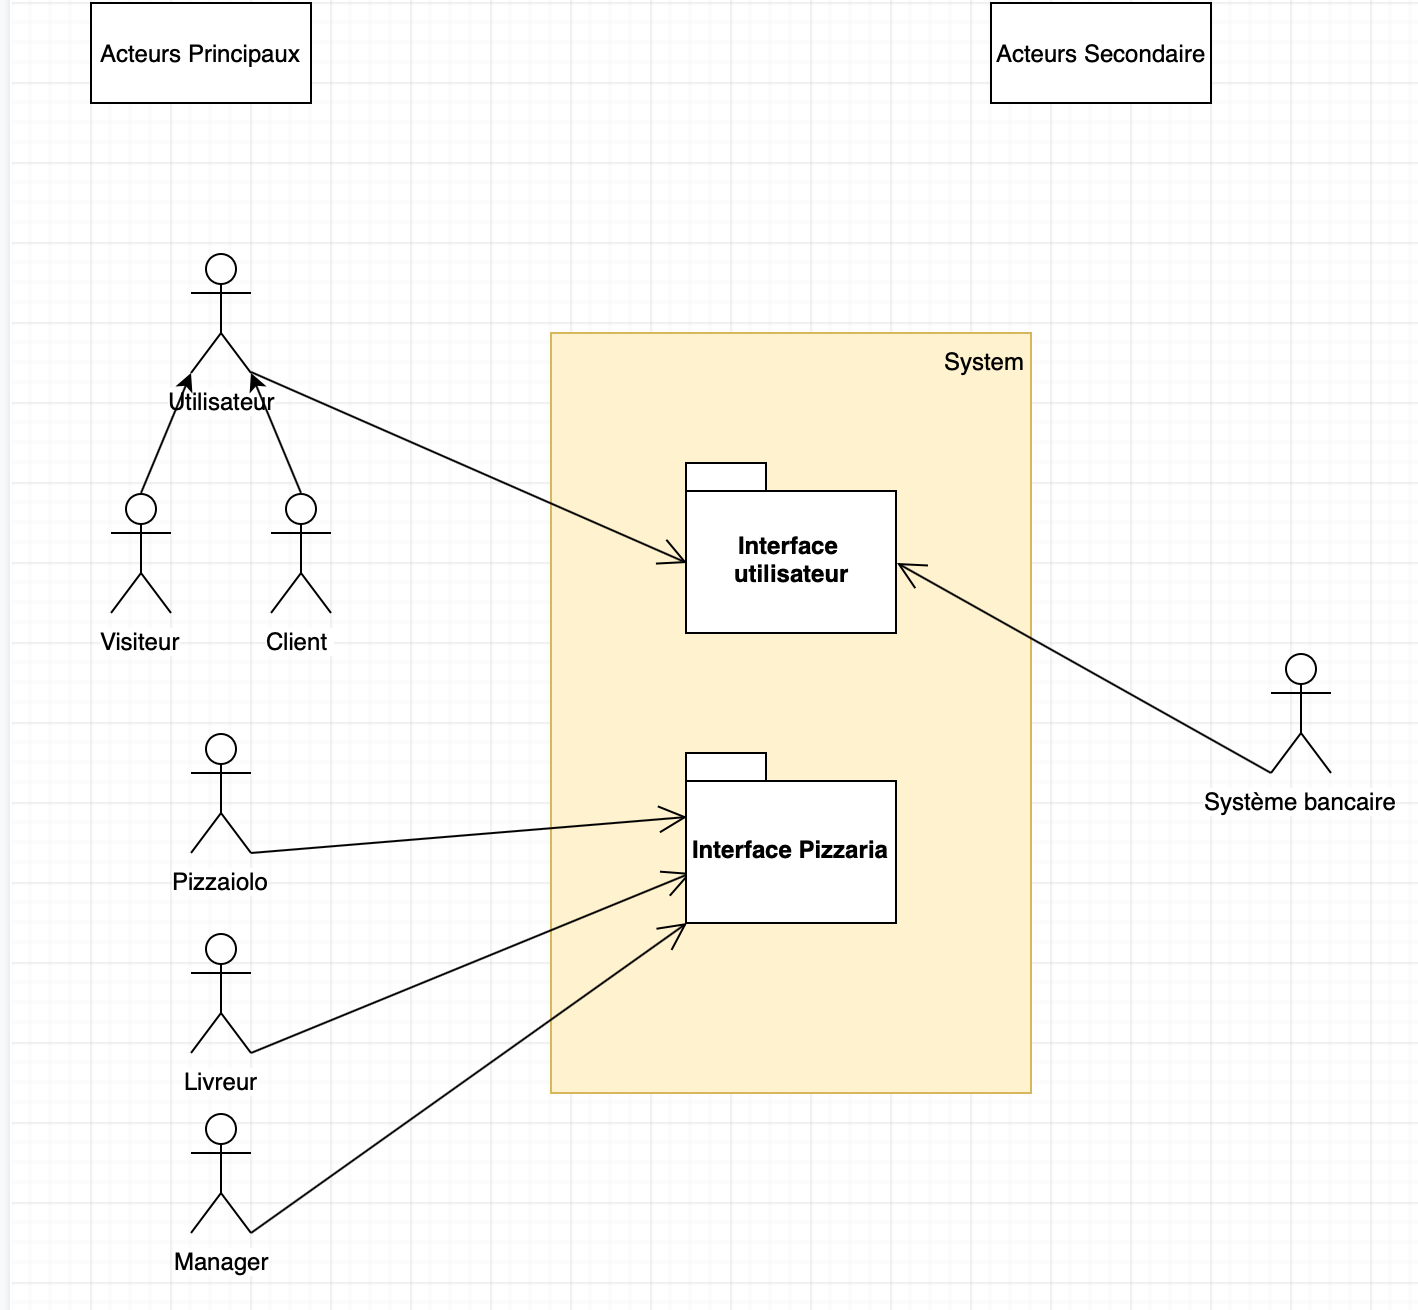 Acteurs Principaux
Acteurs Secondaire
Utilisateur
System
Interface
utilisateur
Visiteur
Client
Système bancaire
Interface Pizzaria
Pizzaiolo
Livreur
Manager